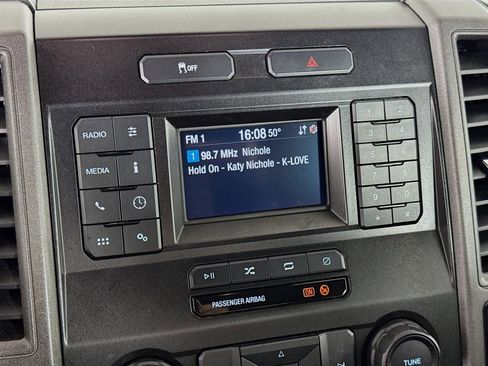 OFF
FM 1 16:08 50°
1 98.7 MHz Nichole
Hold On - Katy Nichole - K-LOVE
RADIO
MEDIA
i
1 2
3 4
5 6
7 8
9 0
* #
PASSENGER AIRBAG
ON
TUNE